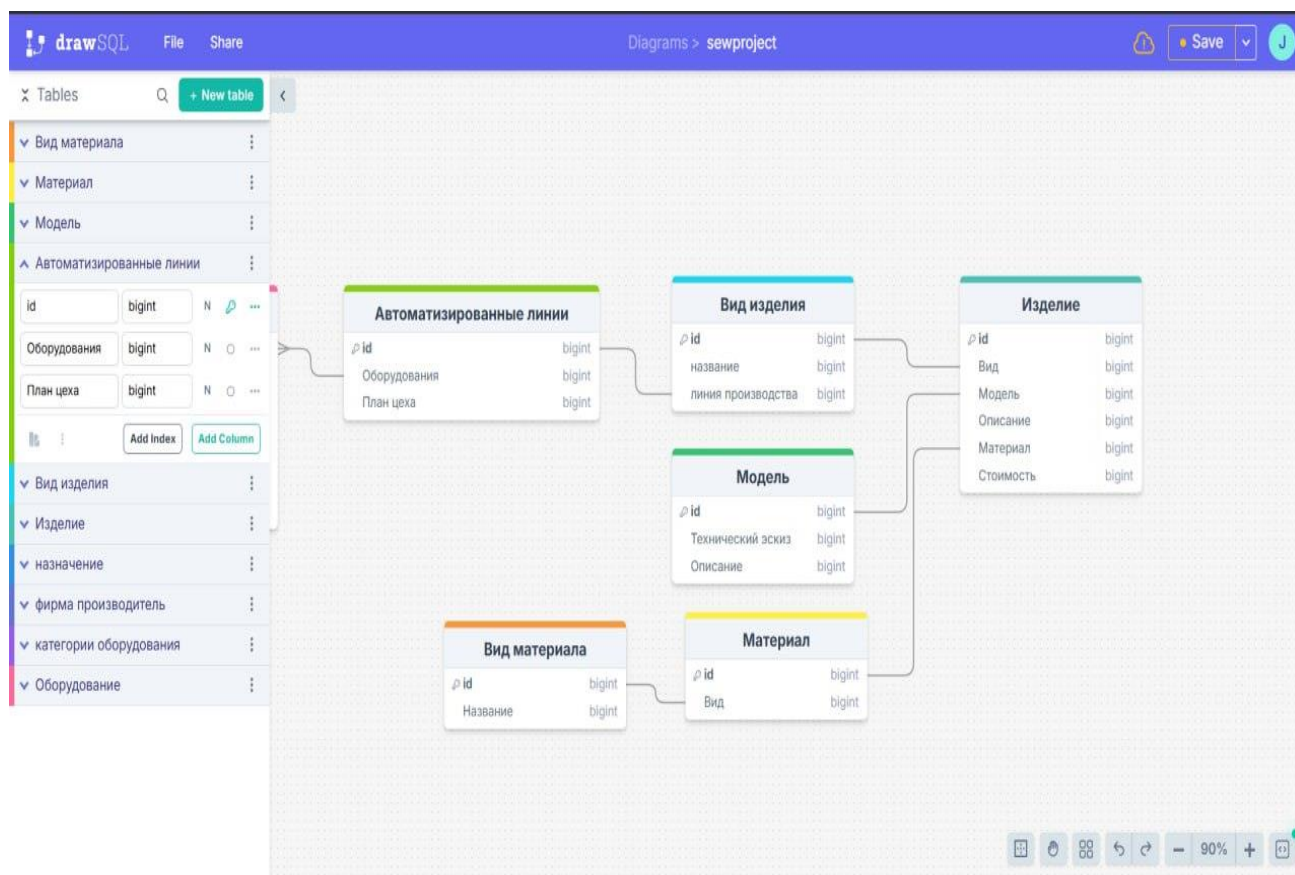 drawSQL File Share Diagrams > sewproject Save J
Tables + New table
Вид материала
Материал
Модель
Автоматизированные линии
id bigint N
Оборудования bigint N
План цеха bigint N
Add Index Add Column
Вид изделия
Изделие
назначение
фирма производитель
категории оборудования
Оборудование
Автоматизированные линии
id bigint
Оборудования bigint
План цеха bigint
Вид изделия
id bigint
название bigint
линия производства bigint
Изделие
id bigint
Вид bigint
Модель bigint
Описание bigint
Материал bigint
Стоимость bigint
Модель
id bigint
Технический эскиз bigint
Описание bigint
Вид материала
id bigint
Название bigint
Материал
id bigint
Вид bigint
90%